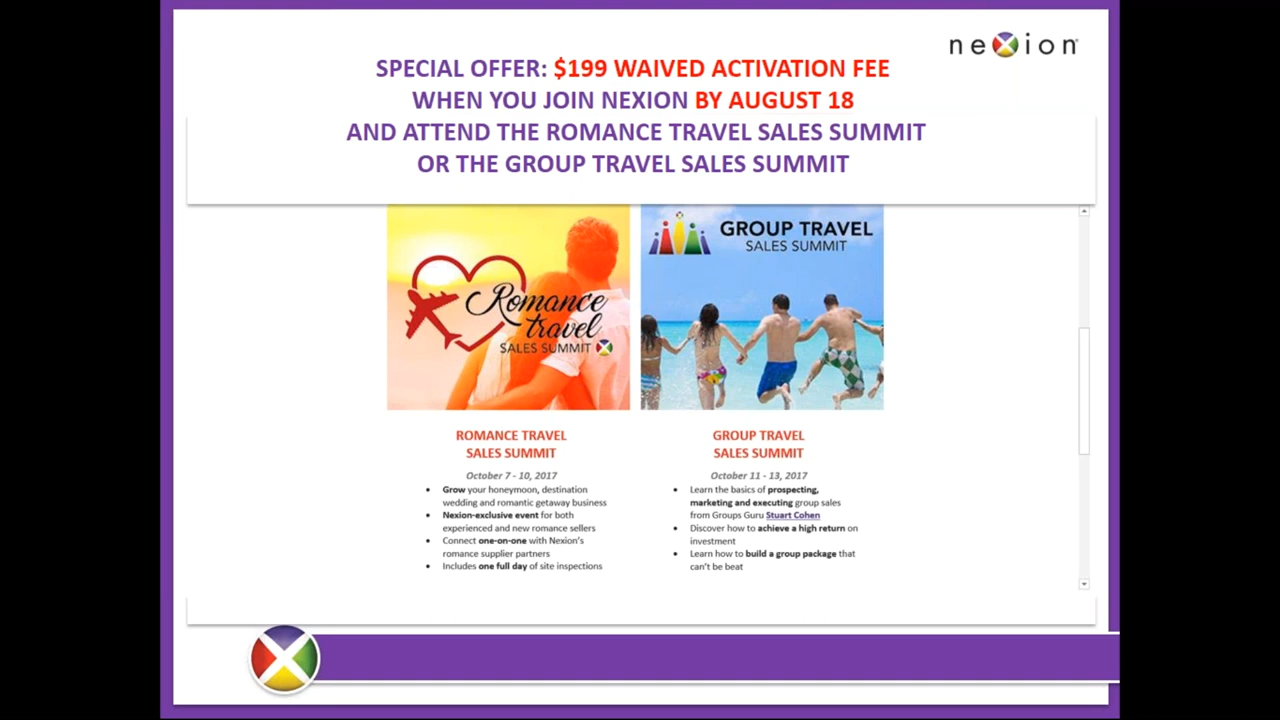 neXion
SPECIAL OFFER: $199 WAIVED ACTIVATION FEE
WHEN YOU JOIN NEXION BY AUGUST 18
AND ATTEND THE ROMANCE TRAVEL SALES SUMMIT
OR THE GROUP TRAVEL SALES SUMMIT
Romance
travel
SALES SUMMIT
GROUP TRAVEL
SALES SUMMIT
ROMANCE TRAVEL
SALES SUMMIT
October 7 - 10, 2017
• Grow your honeymoon, destination
wedding and romantic getaway business
• Nexion-exclusive event for both
experienced and new romance sellers
• Connect one-on-one with Nexion's
romance supplier partners
• Includes one full day of site inspections
GROUP TRAVEL
SALES SUMMIT
October 11 - 13, 2017
• Learn the basics of prospecting,
marketing and executing group sales
from Groups Guru Stuart Cohen
• Discover how to achieve a high return on
investment
• Learn how to build a group package that
can't be beat